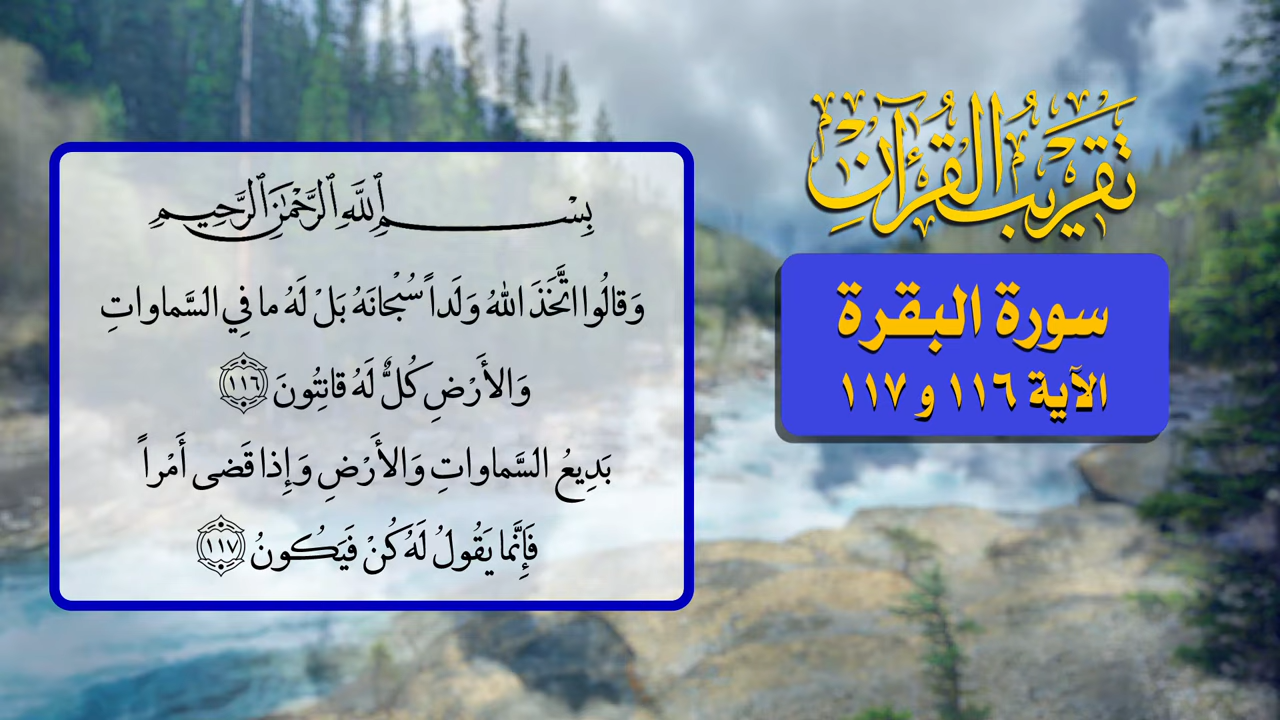 تقريب القرآن
سورة البقرة
الآية ١١٦ و ١١٧
بِسْمِ ٱللَّهِ ٱلرَّحْمَٰنِ ٱلرَّحِيمِ
وَقالُوا اتَّخَذَ اللهُ وَلَداً سُبْحانَهُ بَلْ لَهُ ما فِي السَّماواتِ
وَالأَرْضِ كُلٌّ لَهُ قانِتُونَ ١١٦
بَدِيعُ السَّماواتِ وَالأَرْضِ وَإِذا قَضى أَمْراً
فَإِنَّما يَقُولُ لَهُ كُنْ فَيَكُونُ ١١٧